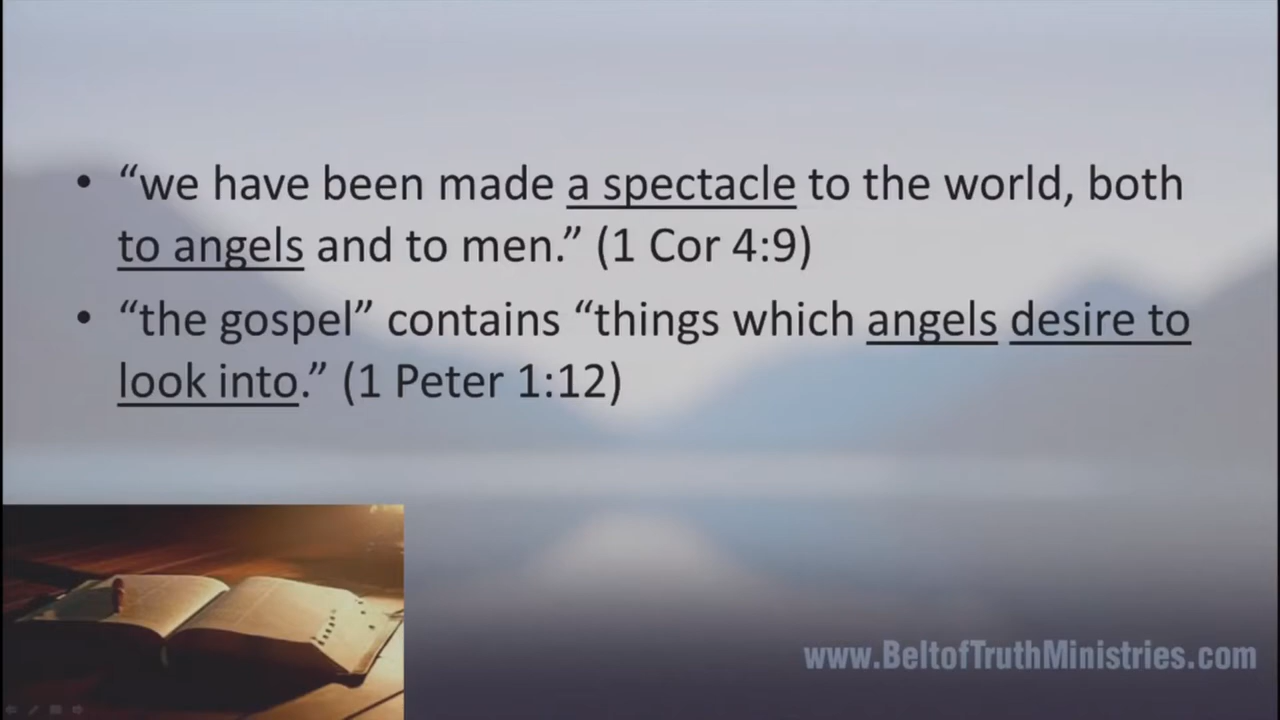 • “we have been made a spectacle to the world, both
to angels and to men.” (1 Cor 4:9)
• “the gospel” contains “things which angels desire to
look into.” (1 Peter 1:12)
www.BeltofTruthMinistries.com